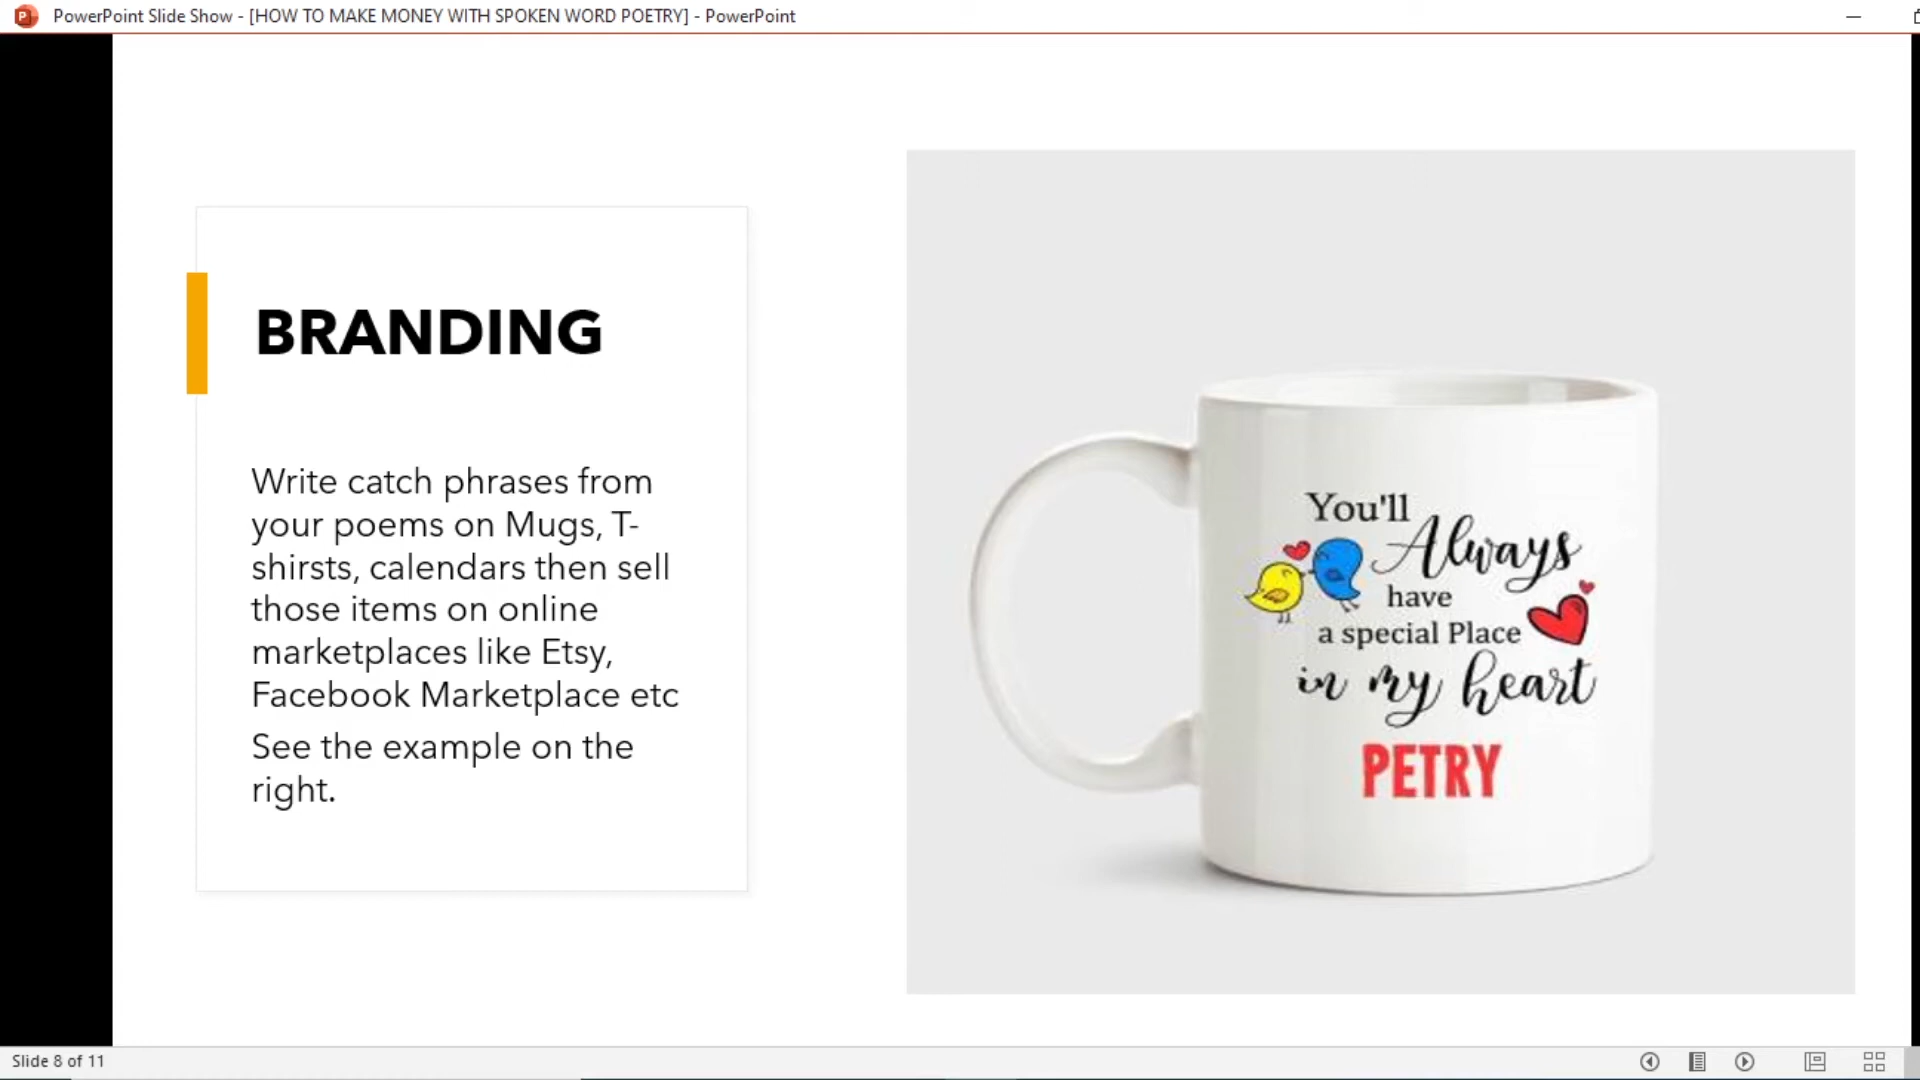 PowerPoint Slide Show - [HOW TO MAKE MONEY WITH SPOKEN WORD POETRY] - PowerPoint
BRANDING
Write catch phrases from
your poems on Mugs, T-
shirsts, calendars then sell
those items on online
marketplaces like Etsy,
Facebook Marketplace etc
See the example on the
right.
You'll
Always
have
a special Place
in my heart
PETRY
Slide 8 of 11